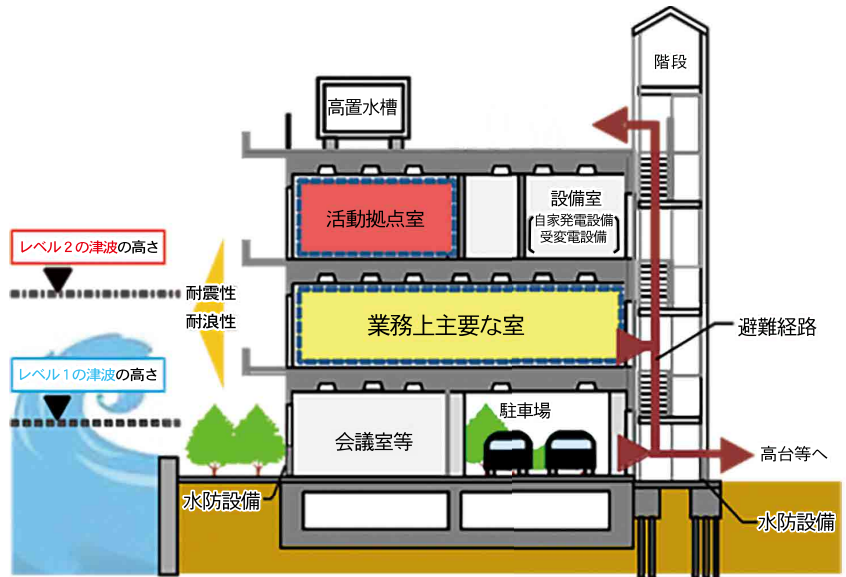 階段
高置水槽
活動拠点室
設備室
自家発電設備
受変電設備
レベル2の津波の高さ
耐震性
耐浪性
業務上主要な室
避難経路
レベル1の津波の高さ
駐車場
会議室等
高台等へ
水防設備
水防設備